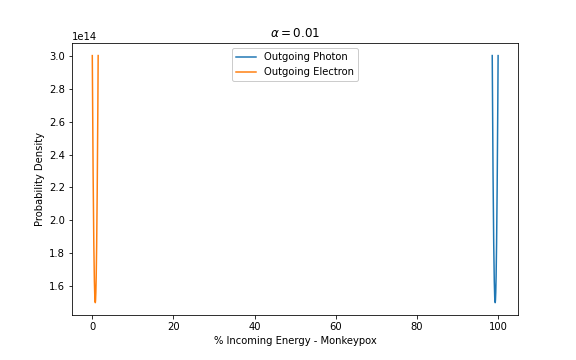 α = 0.01
1e14
Outgoing Photon
Outgoing Electron
3.0
2.8
2.6
2.4
2.2
2.0
1.8
1.6
Probability Density
0 20 40 60 80 100
% Incoming Energy - Monkeypox